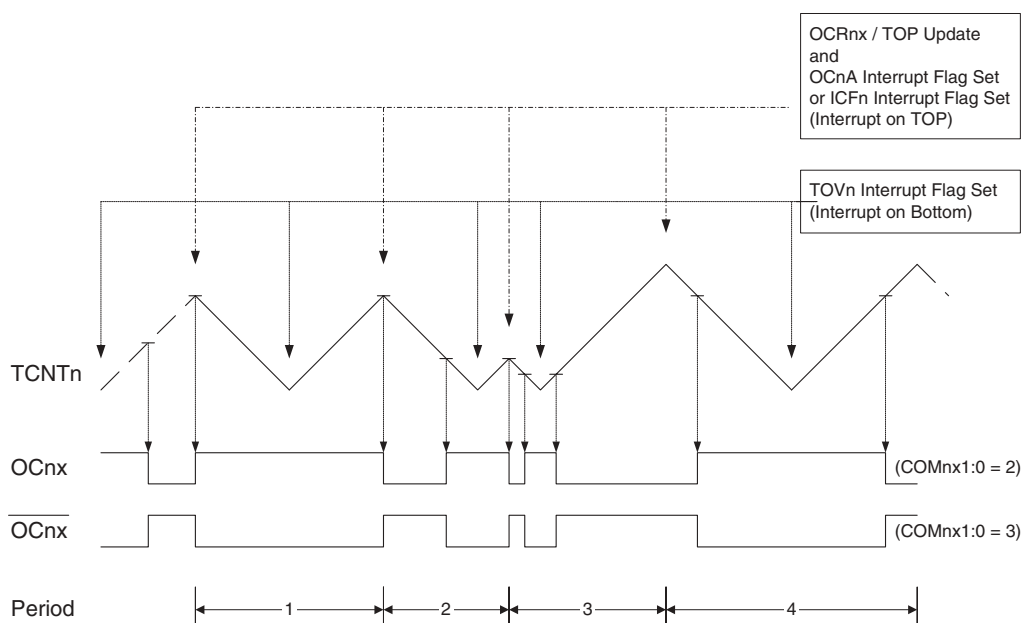 OCRnx / TOP Update
and
OCnA Interrupt Flag Set
or ICFn Interrupt Flag Set
(Interrupt on TOP)
TOVn Interrupt Flag Set
(Interrupt on Bottom)
TCNTn
OCnx
(COMnx1:0 = 2)
OCnx
(COMnx1:0 = 3)
Period
1
2
3
4